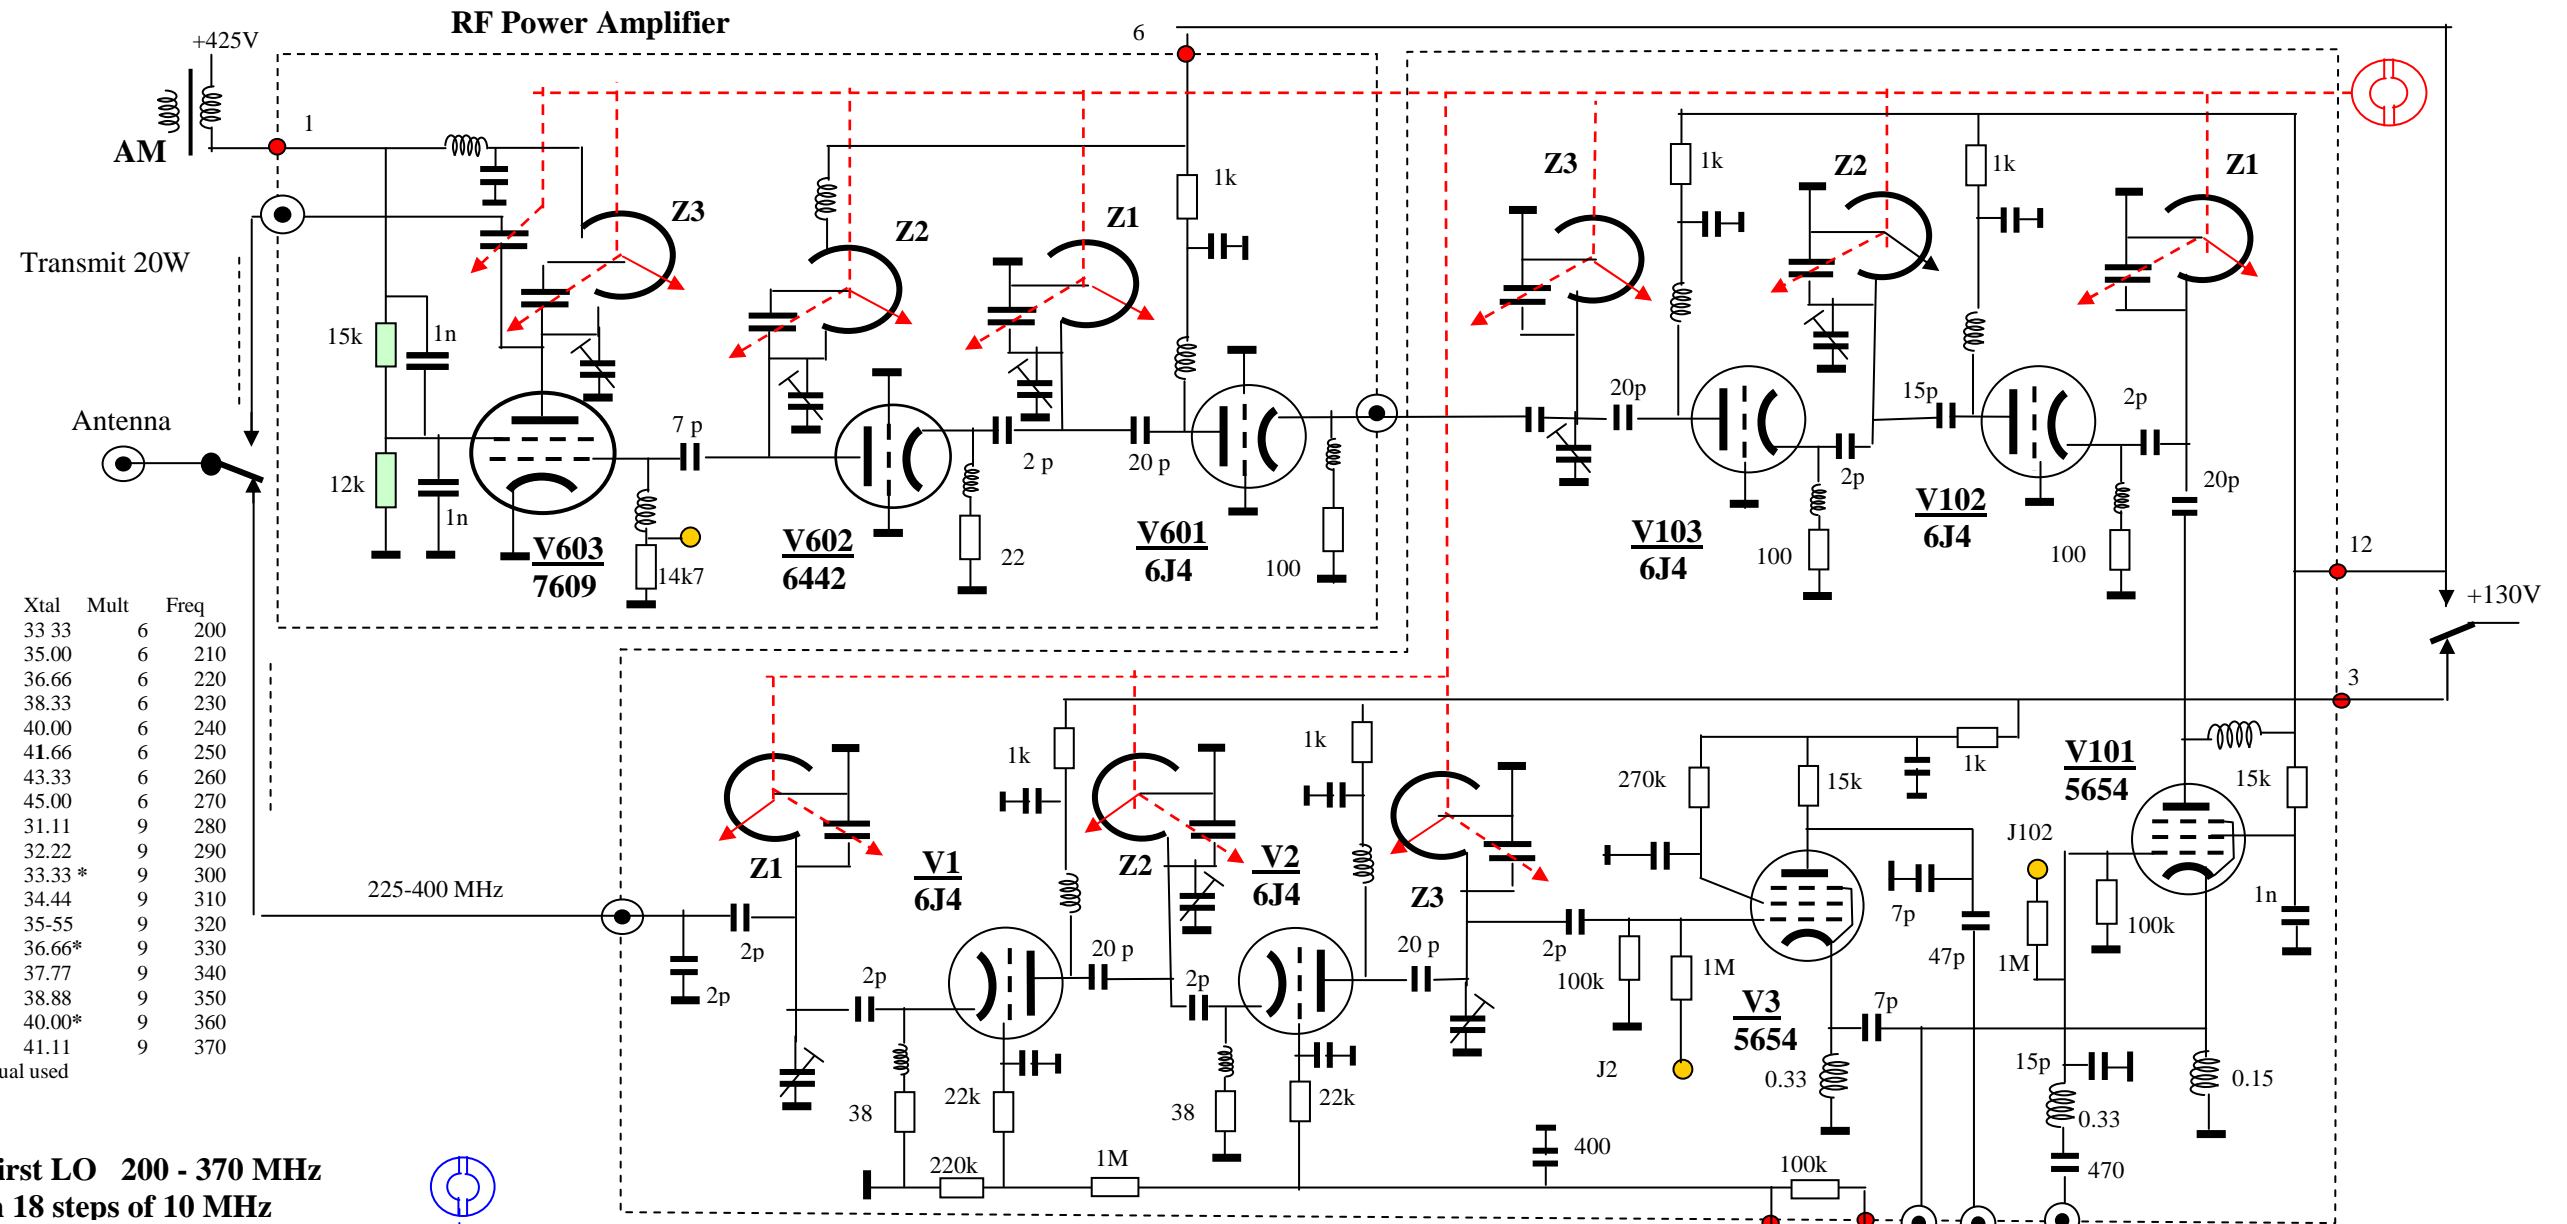 RF Power Amplifier
6
+425V
1
AM
Z3
Z2
Z1
1k
Z3
1k
Z2
1k
Z1
Transmit 20W
15k
1n
Antenna
12k
1n
7 p
2 p
20 p
20p
2p
15p
2p
20p
V603
7609
14k7
V602
6442
22
V601
6J4
100
V103
6J4
100
V102
6J4
100
12
+130V
3
Xtal Mult Freq
33 33 6 200
35.00 6 210
36.66 6 220
38.33 6 230
40.00 6 240
41.66 6 250
43.33 6 260
45.00 6 270
31.11 9 280
32.22 9 290
33.33 * 9 300
34.44 9 310
35-55 9 320
36.66* 9 330
37.77 9 340
38.88 9 350
40.00* 9 360
41.11 9 370
ual used
irst LO 200 - 370 MHz
18 steps of 10 MHz
225-400 MHz
2p
2p
Z1
2p
V1
6J4
1k
20 p
Z2
2p
V2
6J4
1k
20 p
Z3
2p
38
22k
38
22k
220k
1M
400
100k
100k
1M
J2
270k
15k
1k
V3
5654
7p
47p
7p
0.33
V101
5654
15k
J102
1M
100k
1n
15p
0.33
470
0.15